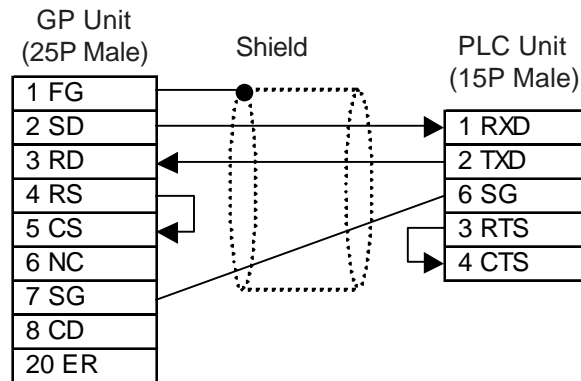 GP Unit
(25P Male)
Shield
PLC Unit
(15P Male)
1 FG
2 SD
3 RD
4 RS
5 CS
6 NC
7 SG
8 CD
20 ER
1 RXD
2 TXD
6 SG
3 RTS
4 CTS